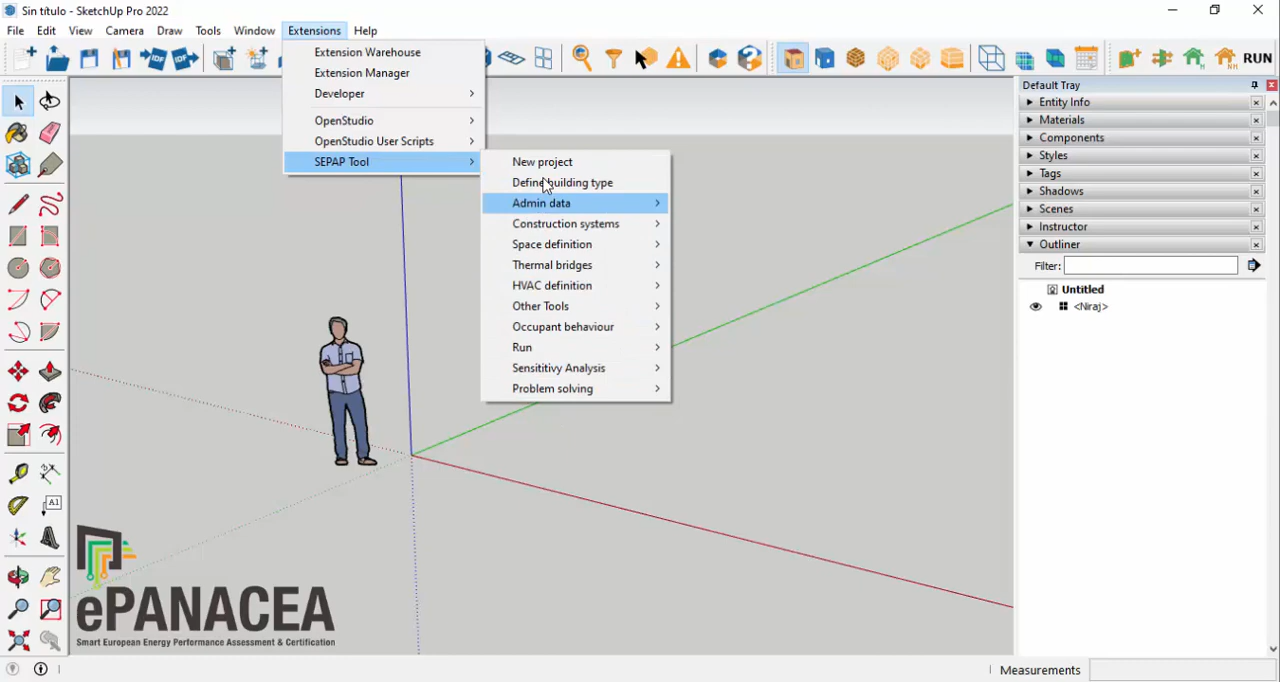 Sin título - SketchUp Pro 2022
File Edit View Camera Draw Tools Window Extensions Help
RUN
Extension Warehouse
Extension Manager
Developer
OpenStudio
OpenStudio User Scripts
SEPAP Tool
New project
Define building type
Admin data
Construction systems
Space definition
Thermal bridges
HVAC definition
Other Tools
Occupant behaviour
Run
Sensititivy Analysis
Problem solving
Default Tray
Entity Info
Materials
Components
Styles
Tags
Shadows
Scenes
Instructor
Outliner
Filter:
Untitled
<Niraj>
ePANACEA
Smart European Energy Performance Assessment & Certification
Measurements